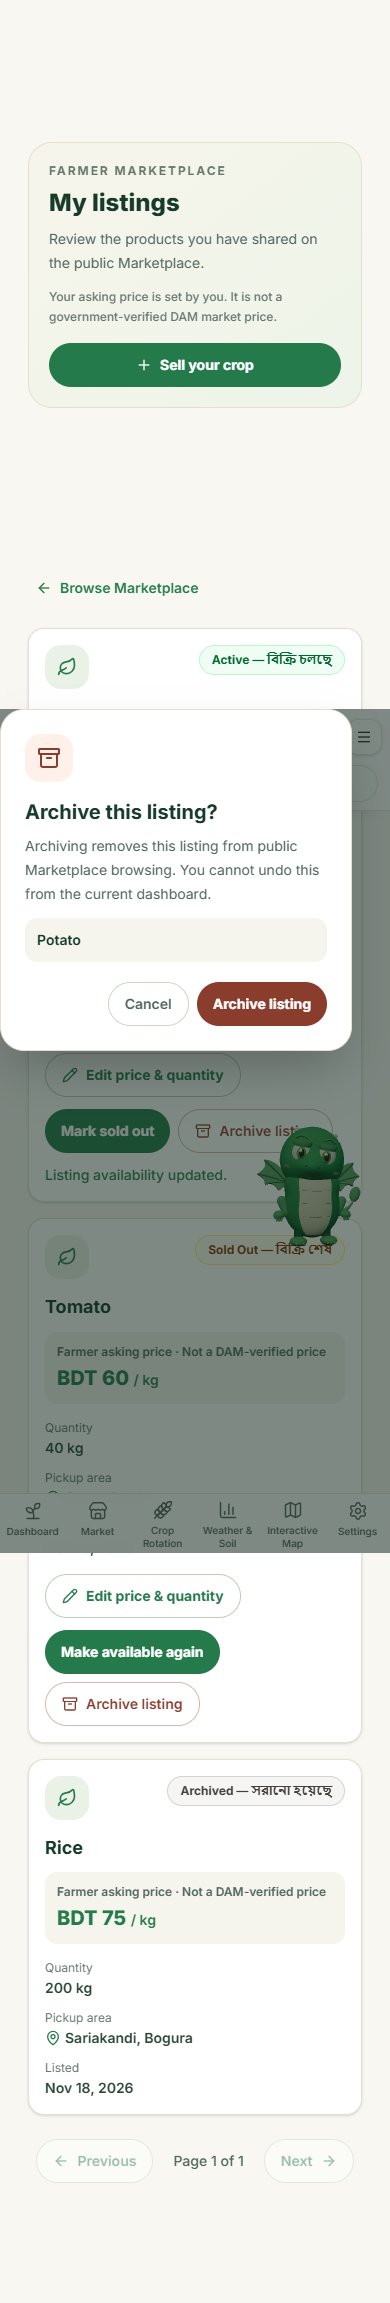 FARMER MARKETPLACE
My listings
Review the products you have shared on
the public Marketplace.
Your asking price is set by you. It is not a
government-verified DAM market price.
Sell your crop
Browse Marketplace
Active — বিক্রি চলছে
Archive this listing?
Archiving removes this listing from public
Marketplace browsing. You cannot undo this
from the current dashboard.
Potato
Cancel
Archive listing
Edit price & quantity
Mark sold out
Archive
Listing availability updated.
Sold Out — বিক্রি শেষ
Tomato
Farmer asking price · Not a DAM-verified price
BDT 60 / kg
Quantity
40 kg
Pickup area
Dashboard
Market
Crop
Rotation
Weather &
Soil
Interactive
Map
Settings
Edit price & quantity
Make available again
Archive listing
Archived — সরানো হয়েছে
Rice
Farmer asking price · Not a DAM-verified price
BDT 75 / kg
Quantity
200 kg
Pickup area
Sariakandi, Bogura
Listed
Nov 18, 2026
Previous
Page 1 of 1
Next